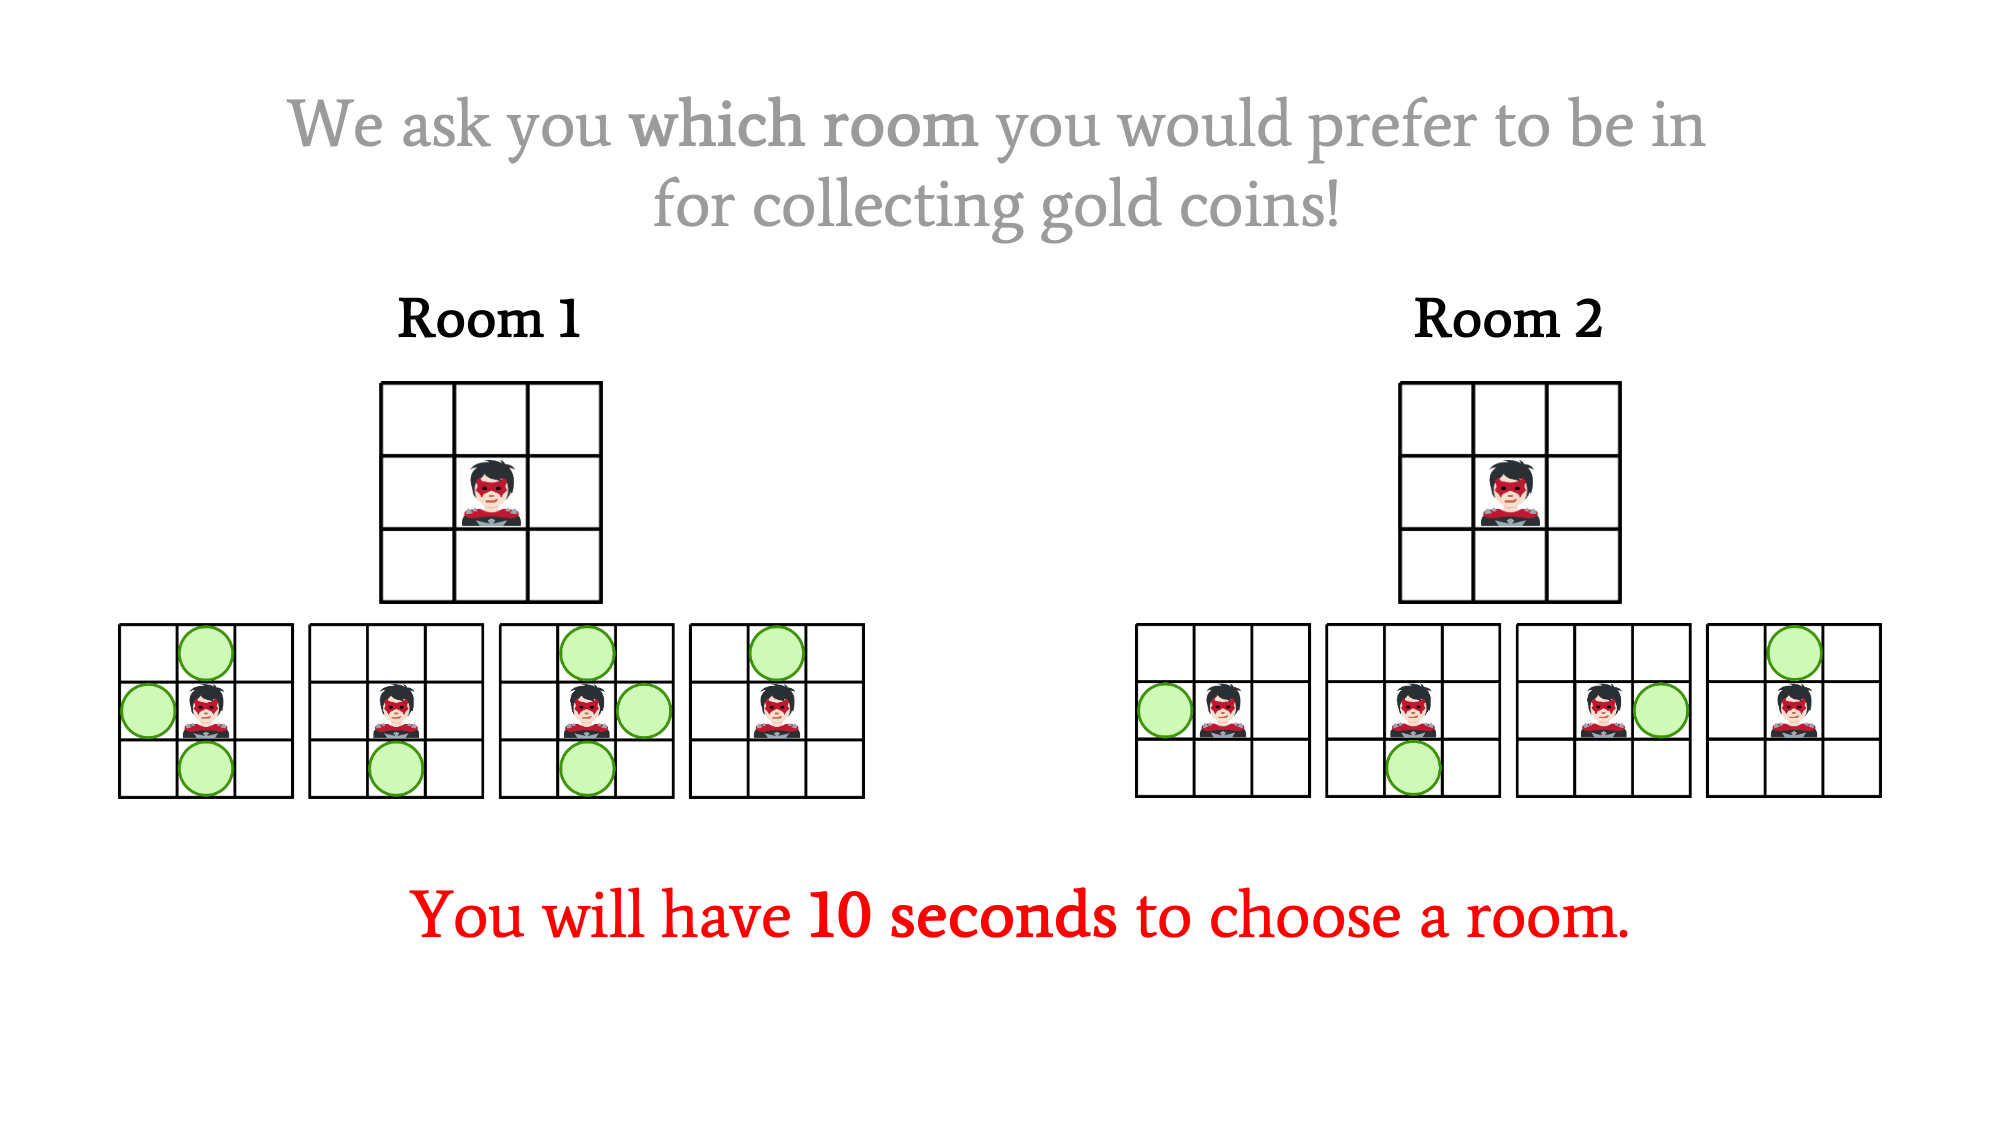 We ask you which room you would prefer to be in
for collecting gold coins!
Room 1
Room 2
You will have 10 seconds to choose a room.